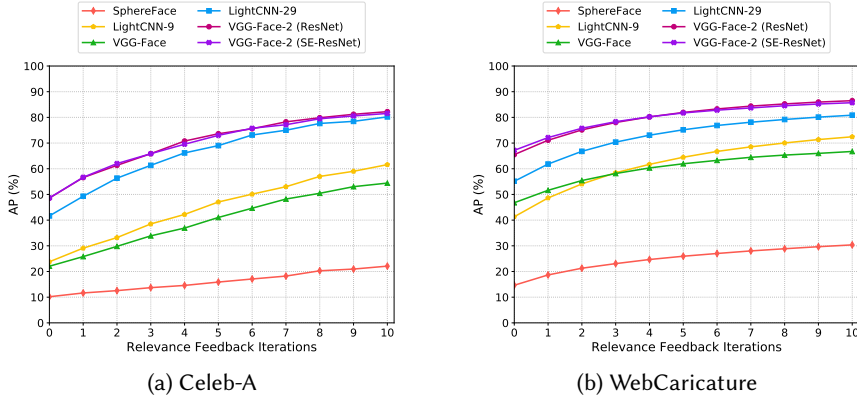 SphereFace
LightCNN-9
VGG-Face
LightCNN-29
VGG-Face-2 (ResNet)
VGG-Face-2 (SE-ResNet)
100
90
80
70
60
50
40
30
20
10
0
AP (%)
0 1 2 3 4 5 6 7 8 9 10
Relevance Feedback Iterations
(a) Celeb-A
SphereFace
LightCNN-9
VGG-Face
LightCNN-29
VGG-Face-2 (ResNet)
VGG-Face-2 (SE-ResNet)
100
90
80
70
60
50
40
30
20
10
0
AP (%)
0 1 2 3 4 5 6 7 8 9 10
Relevance Feedback Iterations
(b) WebCaricature